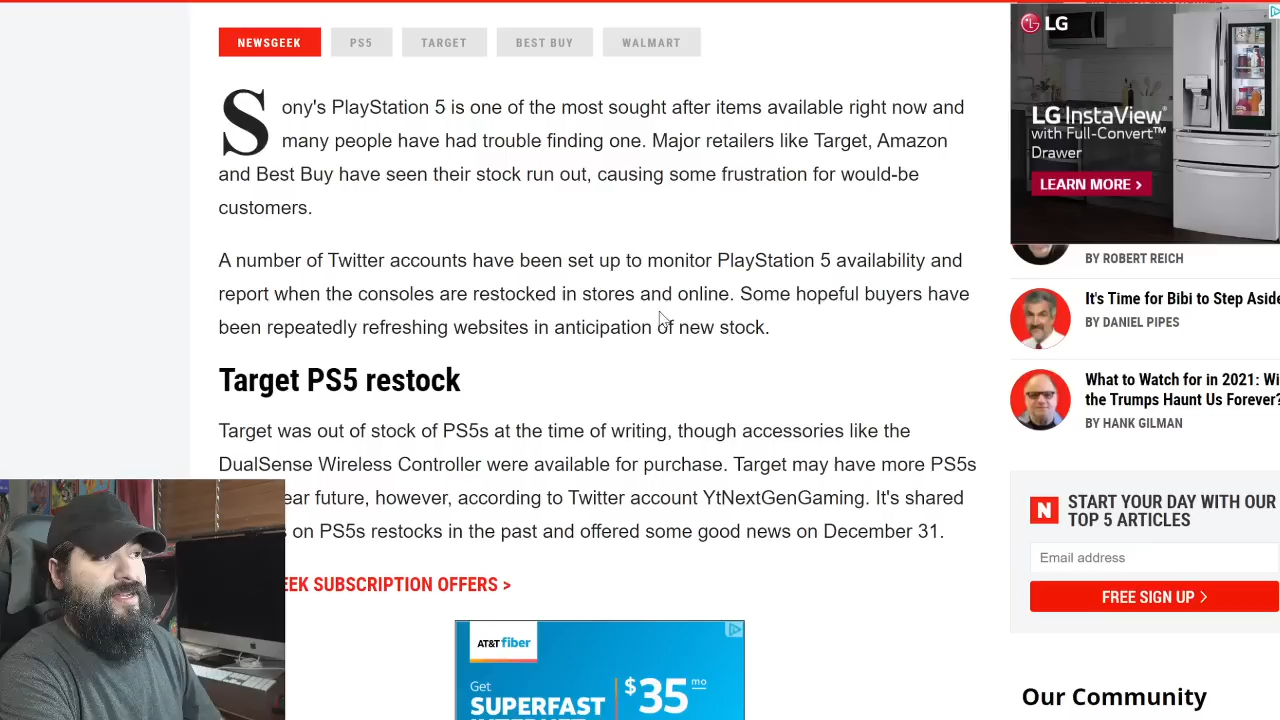 NEWSGEEK
PS5
TARGET
BEST BUY
WALMART
Sony's PlayStation 5 is one of the most sought after items available right now and
many people have had trouble finding one. Major retailers like Target, Amazon
and Best Buy have seen their stock run out, causing some frustration for would-be
customers.
A number of Twitter accounts have been set up to monitor PlayStation 5 availability and
report when the consoles are restocked in stores and online. Some hopeful buyers have
been repeatedly refreshing websites in anticipation of new stock.
Target PS5 restock
Target was out of stock of PS5s at the time of writing, though accessories like the
DualSense Wireless Controller were available for purchase. Target may have more PS5s
ear future, however, according to Twitter account YtNextGenGaming. It's shared
on PS5s restocks in the past and offered some good news on December 31.
EEK SUBSCRIPTION OFFERS >
AT&T fiber
Get
SUPERFAST
$35 mo
LG
LG InstaView™
with Full-Convert™
Drawer
LEARN MORE >
BY ROBERT REICH
It's Time for Bibi to Step Aside
BY DANIEL PIPES
What to Watch for in 2021: Wi
the Trumps Haunt Us Forever?
BY HANK GILMAN
N
START YOUR DAY WITH OUR
TOP 5 ARTICLES
Email address
FREE SIGN UP >
Our Community